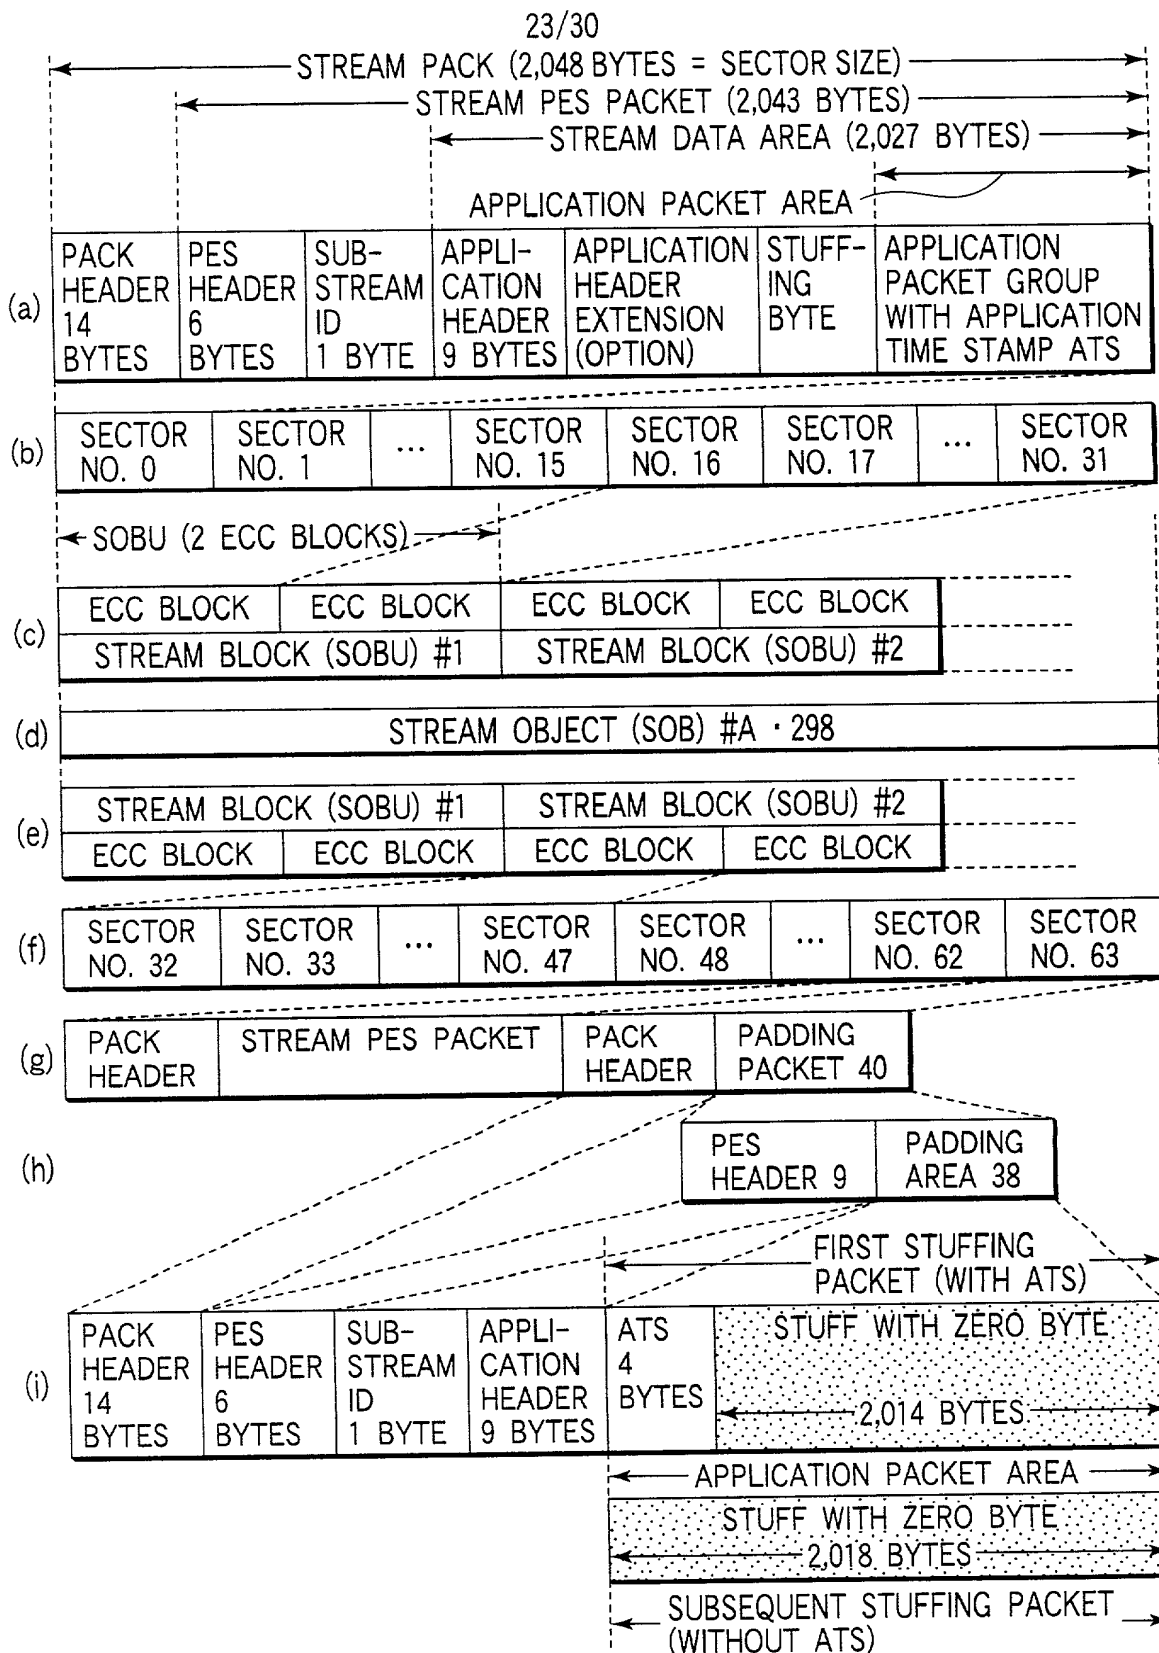 23/30
STREAM PACK (2,048 BYTES = SECTOR SIZE)
STREAM PES PACKET (2,043 BYTES)
STREAM DATA AREA (2,027 BYTES)
APPLICATION PACKET AREA
(a)
PACK
HEADER
14
BYTES
PES
HEADER
6
BYTES
SUB-
STREAM
ID
1 BYTE
APPLI-
CATION
HEADER
9 BYTES
APPLICATION
HEADER
EXTENSION
(OPTION)
STUFF-
ING
BYTE
APPLICATION
PACKET GROUP
WITH APPLICATION
TIME STAMP ATS
(b)
SECTOR
NO. 0
SECTOR
NO. 1
...
SECTOR
NO. 15
SECTOR
NO. 16
SECTOR
NO. 17
...
SECTOR
NO. 31
SOBU (2 ECC BLOCKS)
(c)
ECC BLOCK
ECC BLOCK
ECC BLOCK
ECC BLOCK
STREAM BLOCK (SOBU) #1
STREAM BLOCK (SOBU) #2
(d)
STREAM OBJECT (SOB) #A · 298
(e)
STREAM BLOCK (SOBU) #1
STREAM BLOCK (SOBU) #2
ECC BLOCK
ECC BLOCK
ECC BLOCK
ECC BLOCK
(f)
SECTOR
NO. 32
SECTOR
NO. 33
...
SECTOR
NO. 47
SECTOR
NO. 48
...
SECTOR
NO. 62
SECTOR
NO. 63
(g)
PACK
HEADER
STREAM PES PACKET
PACK
HEADER
PADDING
PACKET 40
(h)
PES
HEADER 9
PADDING
AREA 38
FIRST STUFFING
PACKET (WITH ATS)
(i)
PACK
HEADER
14
BYTES
PES
HEADER
6
BYTES
SUB-
STREAM
ID
1 BYTE
APPLI-
CATION
HEADER
9 BYTES
ATS
4
BYTES
STUFF WITH ZERO BYTE
2,014 BYTES
APPLICATION PACKET AREA
STUFF WITH ZERO BYTE
2,018 BYTES
SUBSEQUENT STUFFING PACKET
(WITHOUT ATS)